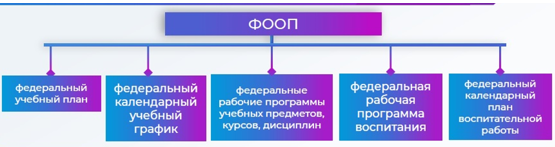 ФООП
федеральный
учебный план
федеральный
календарный
учебный
график
федеральные
рабочие программы
учебных предметов,
курсов, дисциплин
федеральная
рабочая
программа
воспитания
федеральный
календарный
план
воспитательной
работы